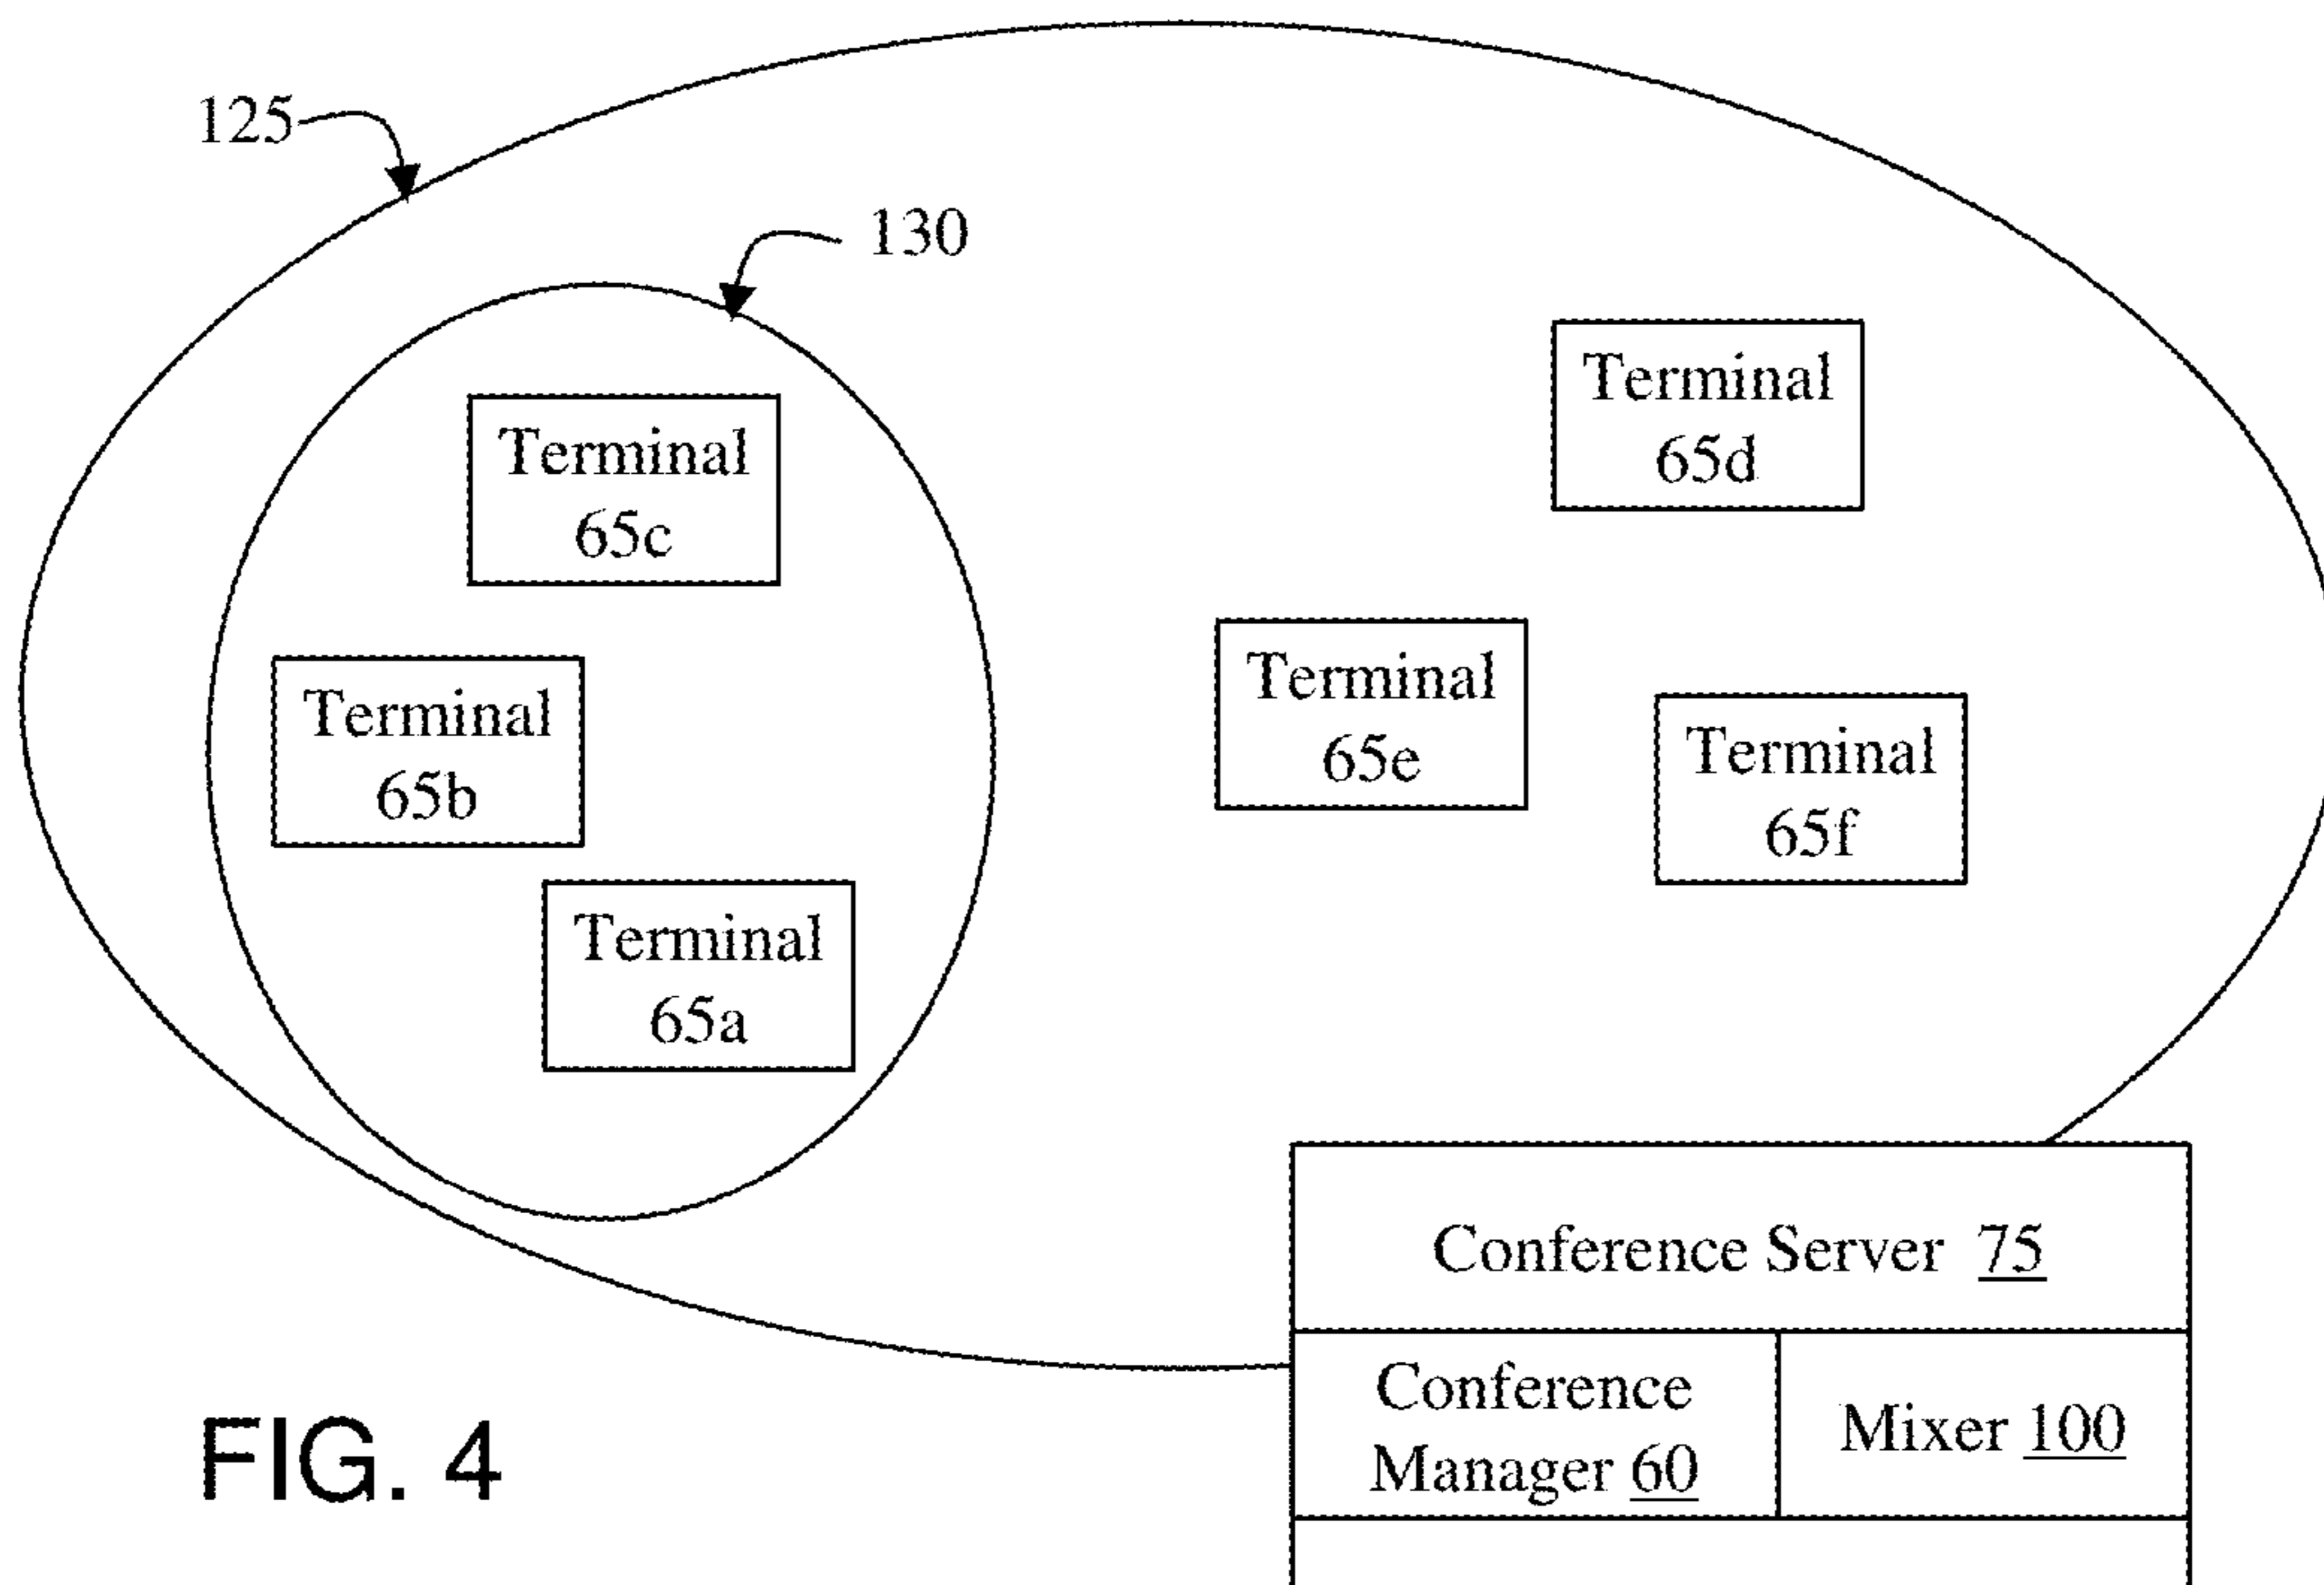 125
130
Terminal
65d
Terminal
65c
Terminal
65e
Terminal
65b
Terminal
65f
Terminal
65a
Conference Server 75
Conference
Manager 60
Mixer 100
FIG. 4